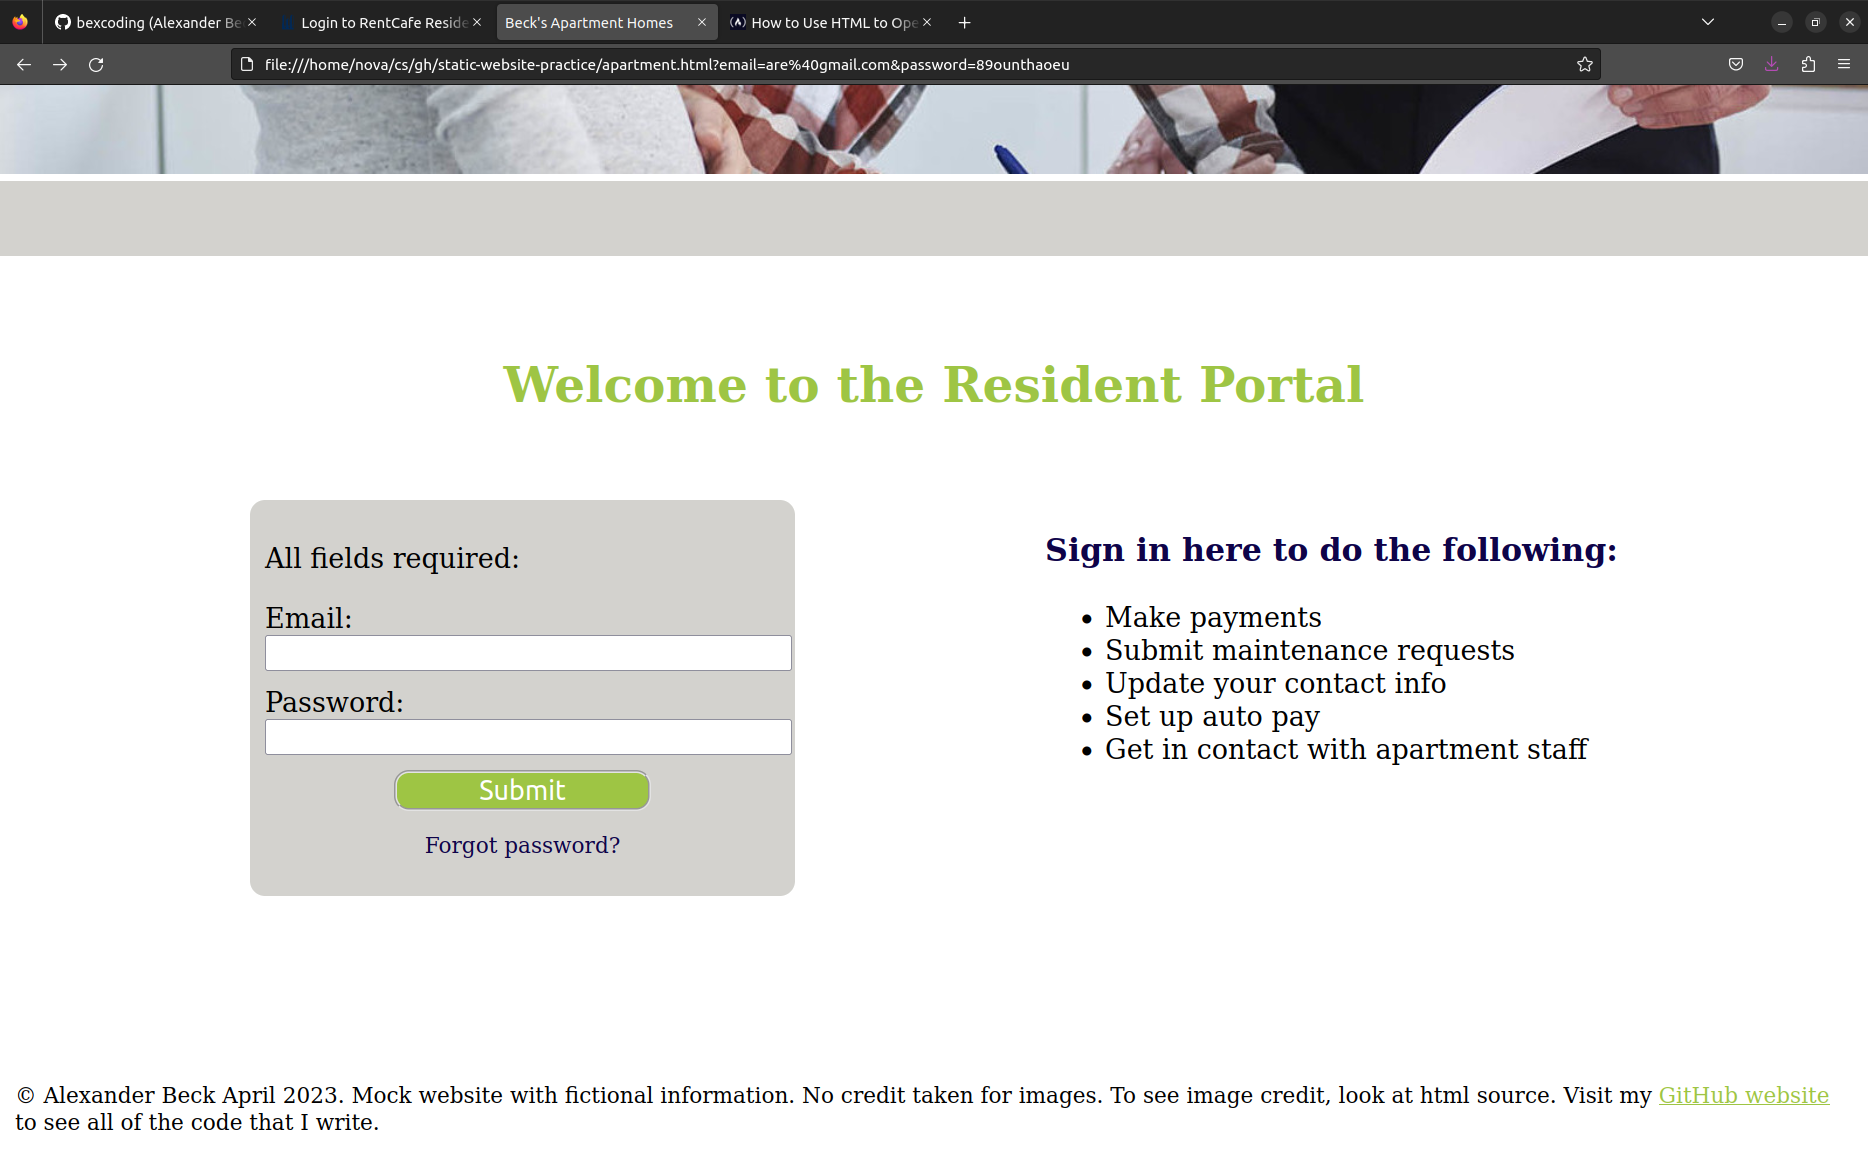 bexcoding (Alexander Be
Login to RentCafe Reside
Beck's Apartment Homes
How to Use HTML to Ope
file:///home/nova/cs/gh/static-website-practice/apartment.html?email=are%40gmail.com&password=89ounthaoeu
Welcome to the Resident Portal
All fields required:
Email:
Password:
Submit
Forgot password?
Sign in here to do the following:
Make payments
Submit maintenance requests
Update your contact info
Set up auto pay
Get in contact with apartment staff
© Alexander Beck April 2023. Mock website with fictional information. No credit taken for images. To see image credit, look at html source. Visit my GitHub website
to see all of the code that I write.